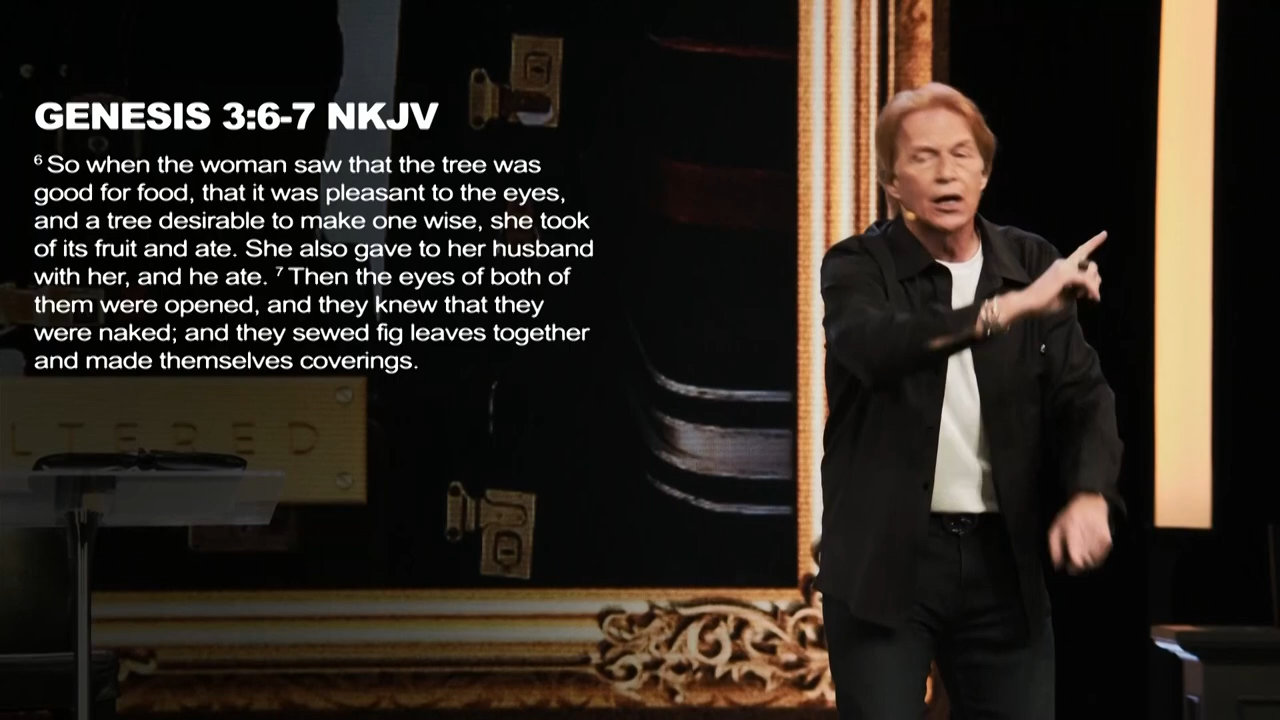 GENESIS 3:6-7 NKJV
⁶ So when the woman saw that the tree was
good for food, that it was pleasant to the eyes,
and a tree desirable to make one wise, she took
of its fruit and ate. She also gave to her husband
with her, and he ate. ⁷ Then the eyes of both of
them were opened, and they knew that they
were naked; and they sewed fig leaves together
and made themselves coverings.
LTERED